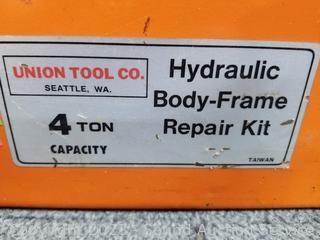 UNION TOOL CO.
SEATTLE, WA.
4 TON
CAPACITY
Hydraulic
Body-Frame
Repair Kit
TAIWAN